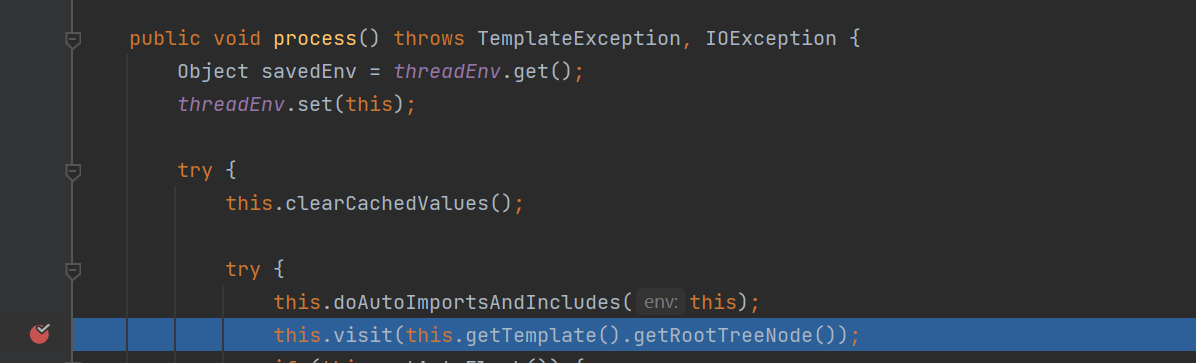 public void process() throws TemplateException, IOException {
Object savedEnv = threadEnv.get();
threadEnv.set(this);
try {
this.clearCachedValues();
try {
this.doAutoImportsAndIncludes( env: this);
this.visit(this.getTemplate().getRootTreeNode());